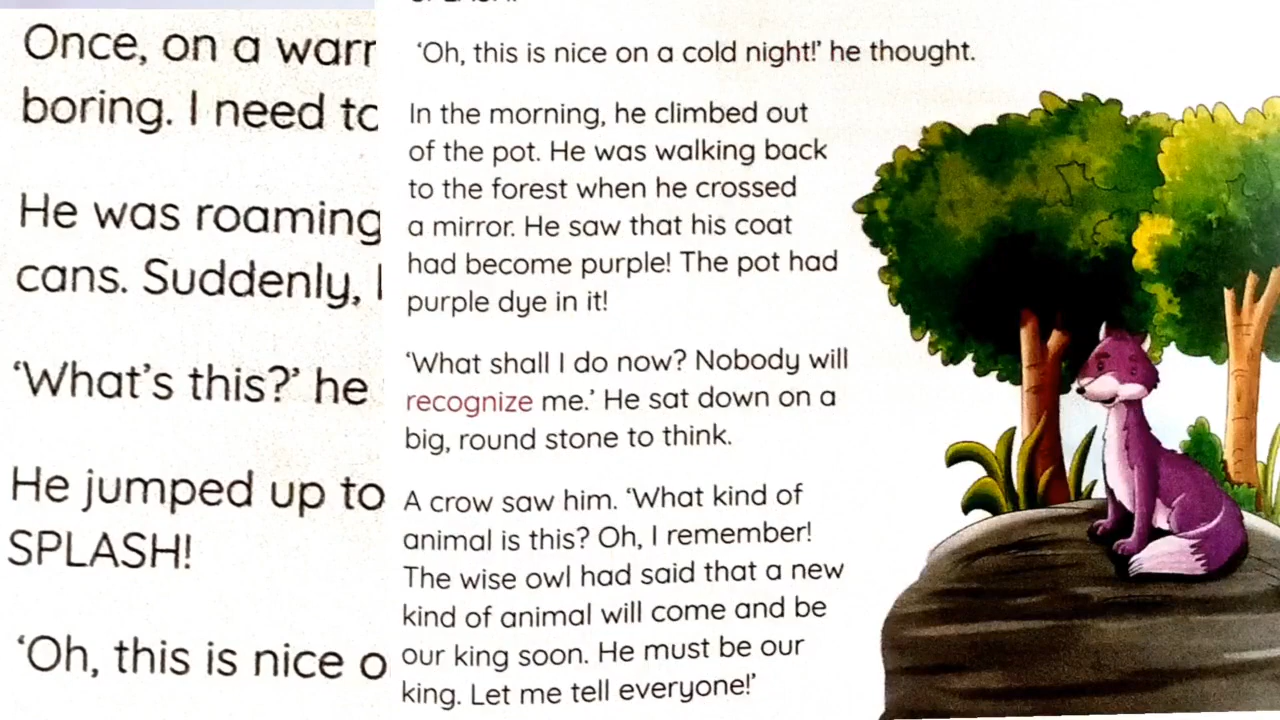 Once, on a
boring. I need
He was roaming
cans. Suddenly,
‘What’s this?’ he
He jumped up to
SPLASH!
‘Oh, this is nice
‘Oh, this is nice on a cold night!’ he thought.
In the morning, he climbed out
of the pot. He was walking back
to the forest when he crossed
a mirror. He saw that his coat
had become purple! The pot had
purple dye in it!
‘What shall I do now? Nobody will
recognize me.’ He sat down on a
big, round stone to think.
A crow saw him. ‘What kind of
animal is this? Oh, I remember!
The wise owl had said that a new
kind of animal will come and be
our king soon. He must be our
king. Let me tell everyone!’